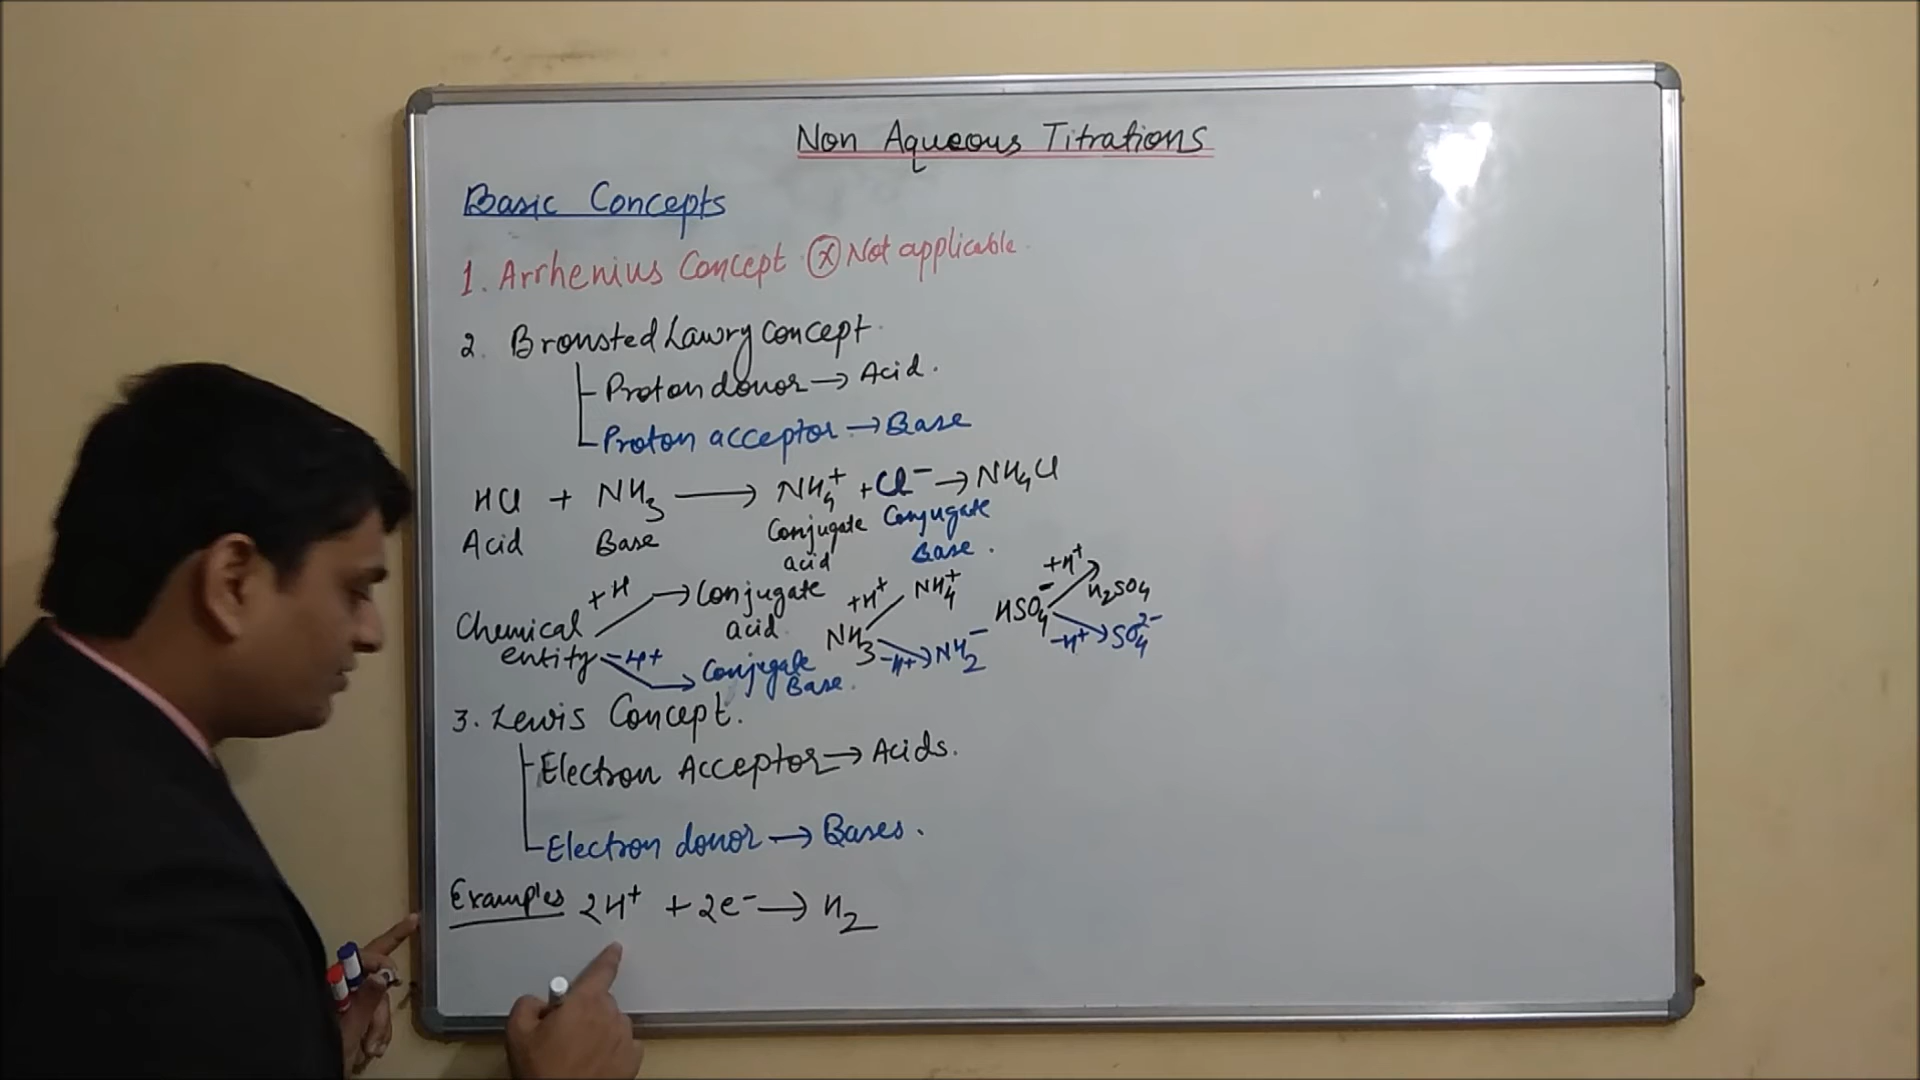 Non Aqueous Titrations
Basic Concepts
1. Arrhenius Concept (x) Not applicable.
2. Bronsted Lawry Concept.
Proton donor → Acid.
Proton acceptor → Base
HCl + NH3 → NH4+ + Cl- → NH4Cl
Acid Base Conjugate acid Conjugate Base.
Chemical entity +H → Conjugate acid.
-H+ → Conjugate Base.
NH3 +H+ NH4+
-H+ → NH2-
HSO4- +H+ → H2SO4
-H+ → SO4 2-
3. Lewis Concept.
Electron Acceptor → Acids.
Electron donor → Bases.
Examples 2H+ + 2e- → H2